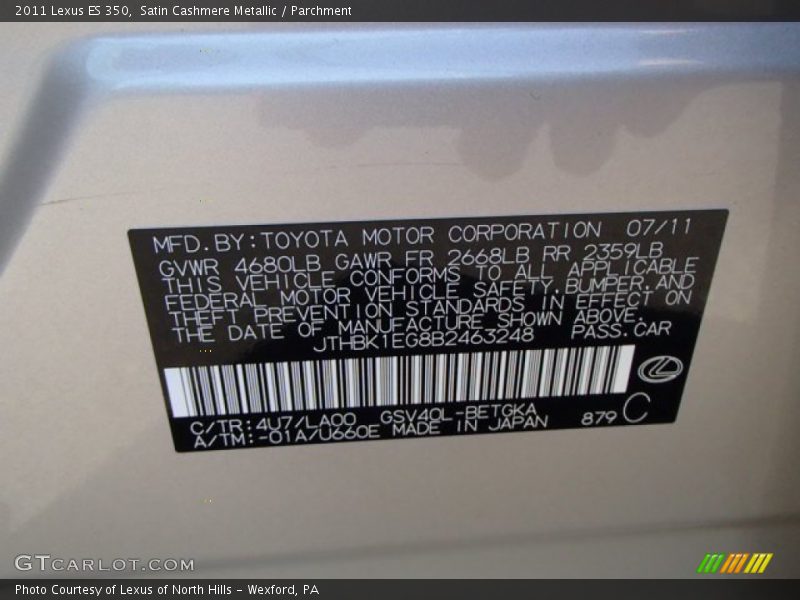 2011 Lexus ES 350, Satin Cashmere Metallic / Parchment
MFD.BY:TOYOTA MOTOR CORPORATION 07/11
GVWR 4680LB GAWR FR 2668LB RR 2359LB
THIS VEHICLE CONFORMS TO ALL APPLICABLE
FEDERAL MOTOR VEHICLE SAFETY,BUMPER,AND
THEFT PREVENTION STANDARDS IN EFFECT ON
THE DATE OF MANUFACTURE SHOWN ABOVE.
JTHBK1EG8B2463248 PASS.CAR
C/TR:4U7/LA00 GSV40L-BETGKA
A/TM:-01A/U660E MADE IN JAPAN 879 C
GTCARLOT.COM
Photo Courtesy of Lexus of North Hills - Wexford, PA